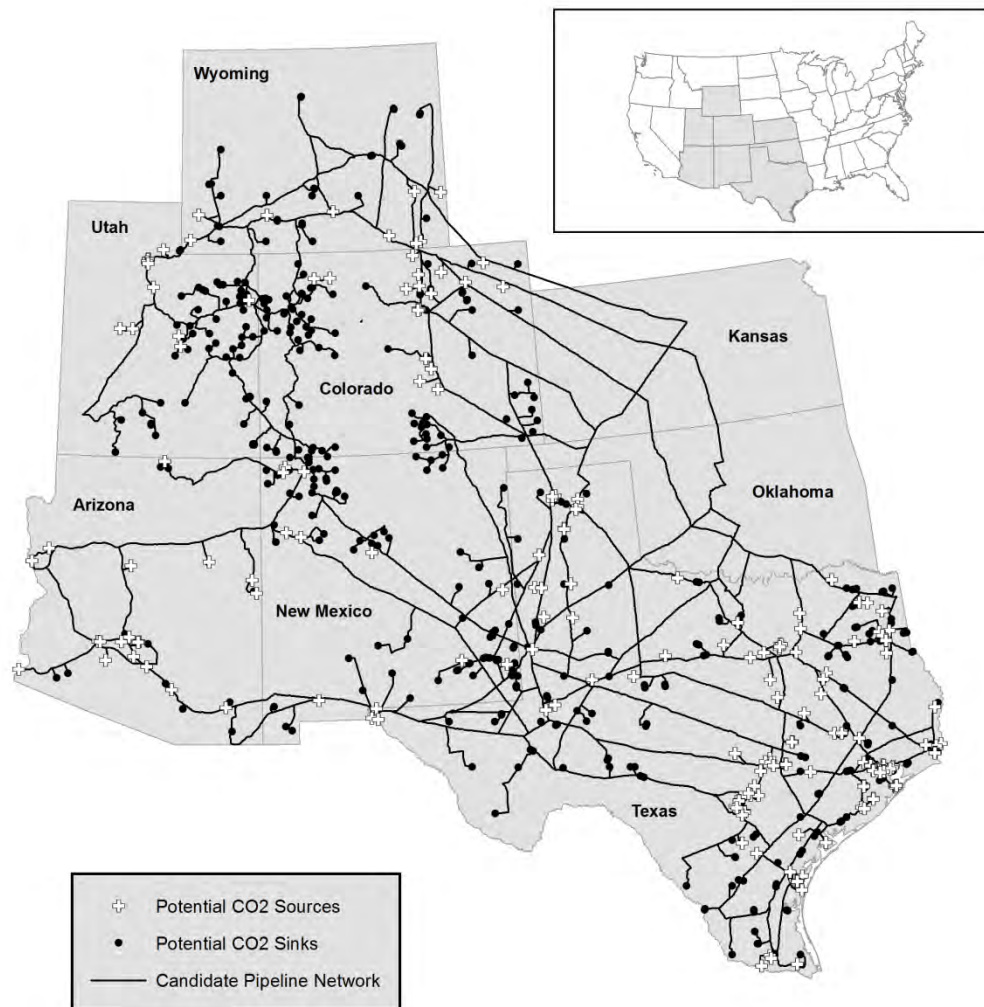 Wyoming
Utah
Kansas
Colorado
Oklahoma
Arizona
New Mexico
Texas
Potential CO2 Sources
Potential CO2 Sinks
Candidate Pipeline Network